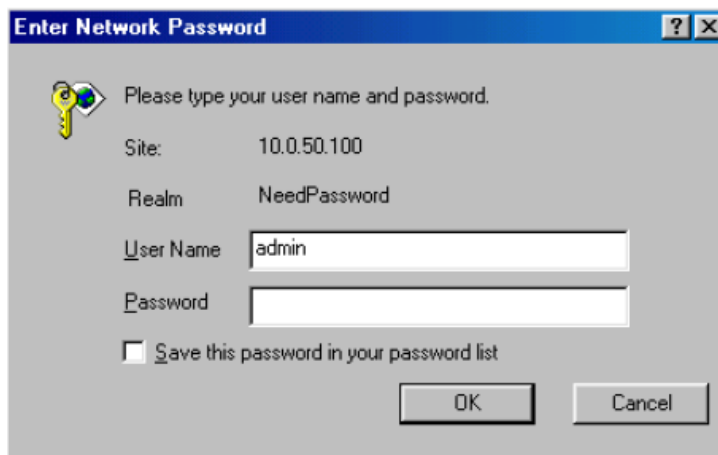 Enter Network Password
Please type your user name and password.
Site: 10.0.50.100
Realm NeedPassword
User Name admin
Password
Save this password in your password list
OK Cancel